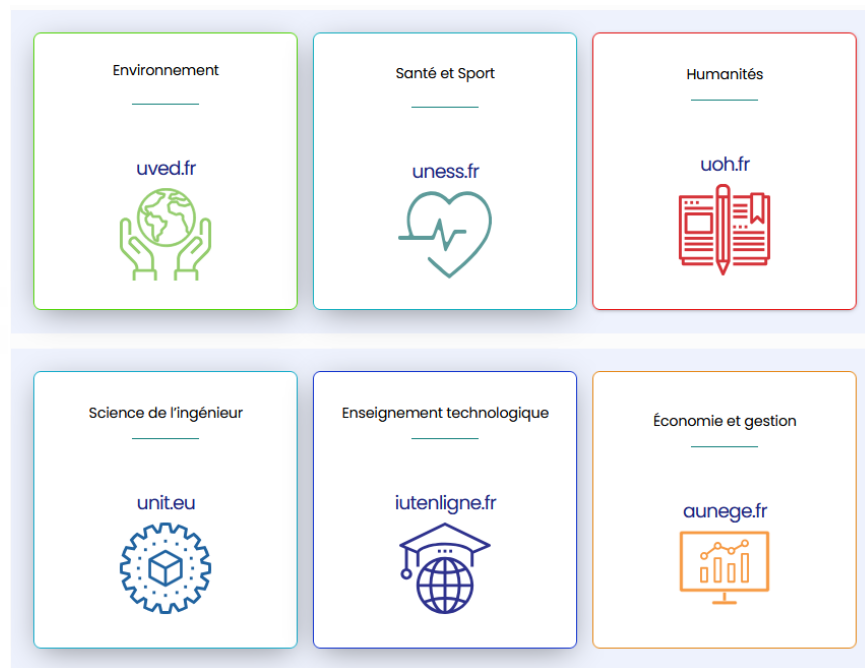 Environnement
uved.fr
Santé et Sport
uness.fr
Humanités
uoh.fr
Science de l'ingénieur
unit.eu
Enseignement technologique
iutenligne.fr
Économie et gestion
aunege.fr